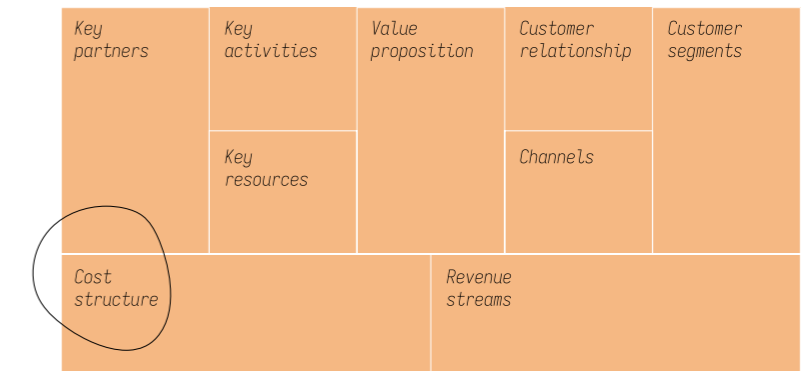 Key
partners
Key
activities
Value
proposition
Customer
relationship
Customer
segments
Key
resources
Channels
Cost
structure
Revenue
streams